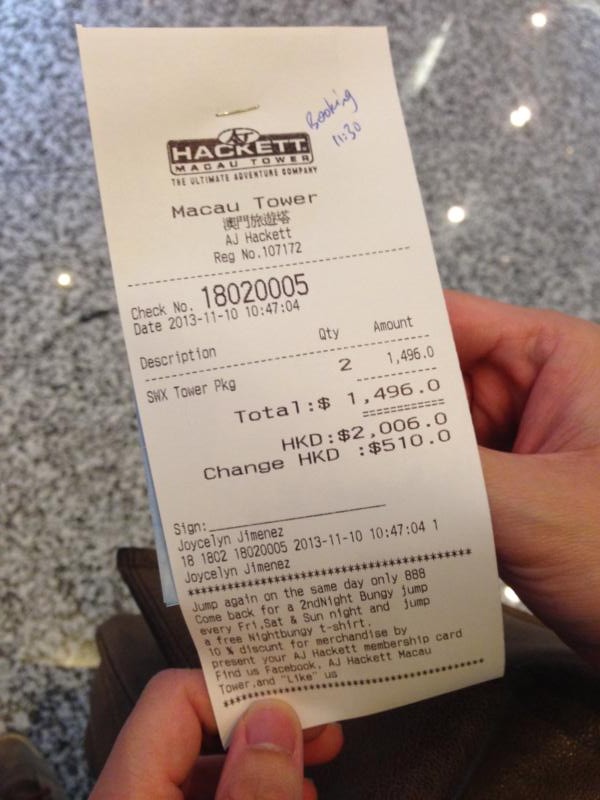 Booking
11:30
AJ
HACKETT
MACAU TOWER
THE ULTIMATE ADVENTURE COMPANY
Macau Tower
澳門旅遊塔
AJ Hackett
Reg No.107172
Check No. 18020005
Date 2013-11-10 10:47:04
Description Qty Amount
SWX Tower Pkg 2 1,496.0
Total:$ 1,496.0
HKD:$2,006.0
Change HKD :$510.0
Sign:
Joycelyn Jimenez
18 1802 18020005 2013-11-10 10:47:04 1
Joycelyn Jimenez
****************************************
Jump again on the same day only 888
Come back for a 2ndNight Bungy jump
every Fri,Sat & Sun night and jump
a free Nightbungy t-shirt.
10 % discunt for merchandise by
present your AJ Hackett membership card
Find us Facebook, AJ Hackett Macau
Tower,and "Like" us
****************************************